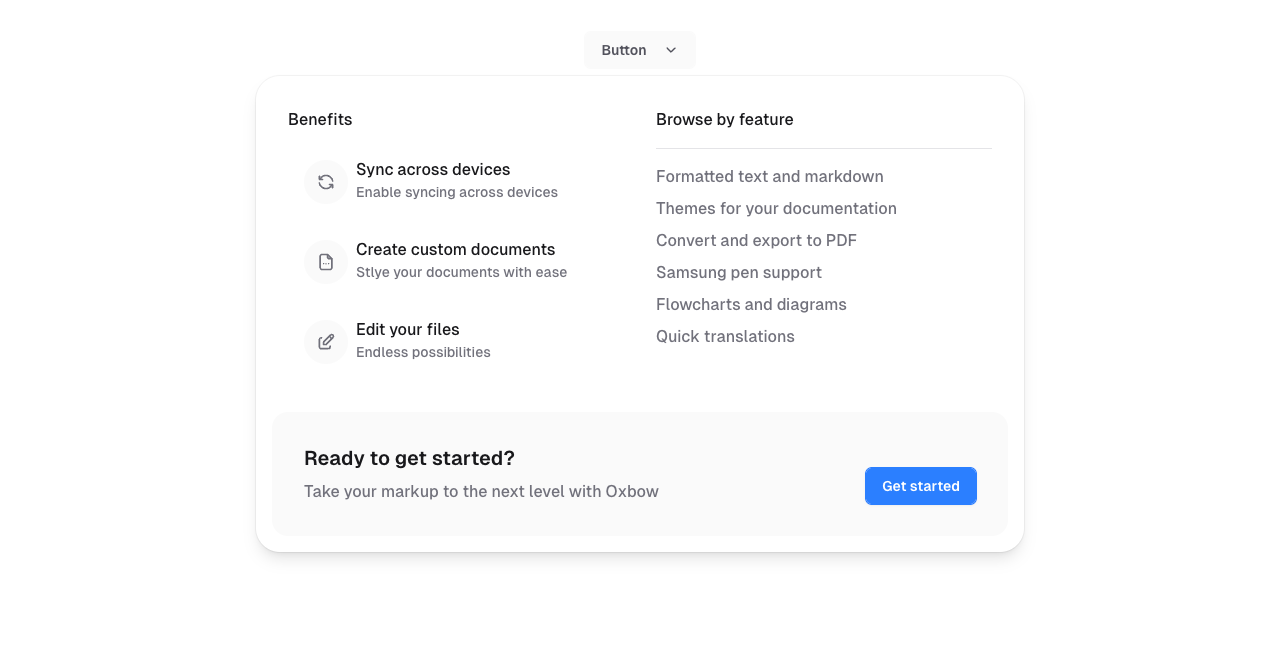 Button
Benefits
Sync across devices
Enable syncing across devices
Create custom documents
Stlye your documents with ease
Edit your files
Endless possibilities
Browse by feature
Formatted text and markdown
Themes for your documentation
Convert and export to PDF
Samsung pen support
Flowcharts and diagrams
Quick translations
Ready to get started?
Take your markup to the next level with Oxbow
Get started